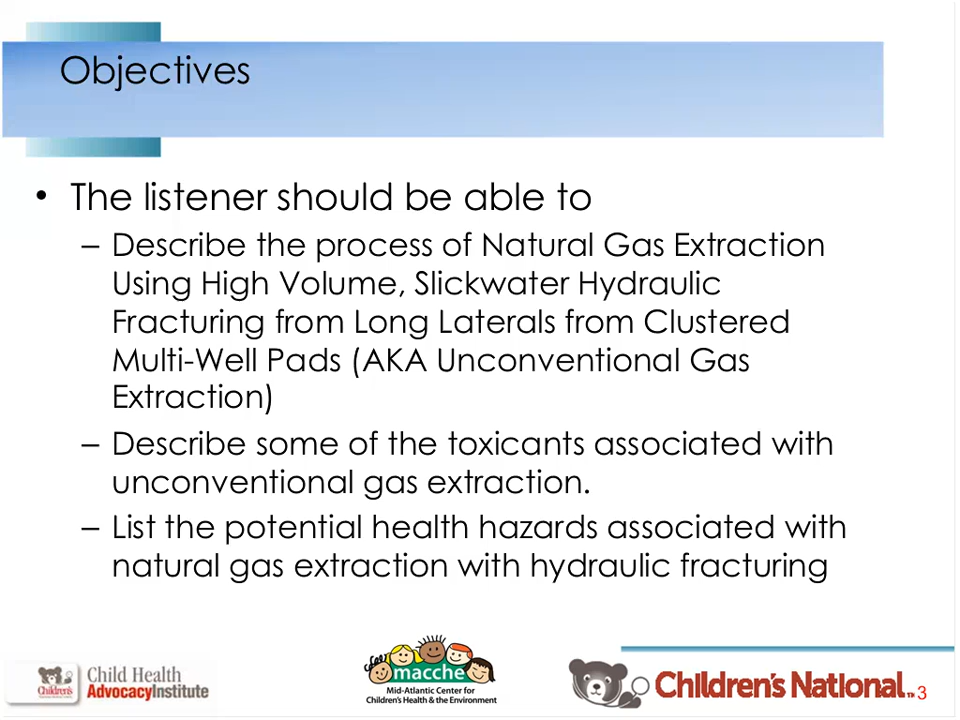 Objectives
• The listener should be able to
– Describe the process of Natural Gas Extraction
Using High Volume, Slickwater Hydraulic
Fracturing from Long Laterals from Clustered
Multi-Well Pads (AKA Unconventional Gas
Extraction)
– Describe some of the toxicants associated with
unconventional gas extraction.
– List the potential health hazards associated with
natural gas extraction with hydraulic fracturing
Children's
Child Health
AdvocacyInstitute
macche
Mid-Atlantic Center for
Children's Health & the Environment
Children's National™
3